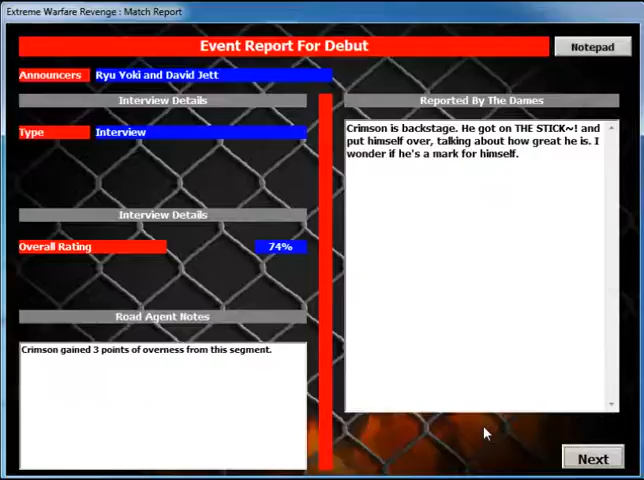 Extreme Warfare Revenge : Match Report
Event Report For Debut
Notepad
Announcers
Ryu Yoki and David Jett
Interview Details
Type
Interview
Interview Details
Overall Rating
74%
Road Agent Notes
Crimson gained 3 points of overness from this segment.
Reported By The Dames
Crimson is backstage. He got on THE STICK~! and
put himself over, talking about how great he is. I
wonder if he's a mark for himself.
Next